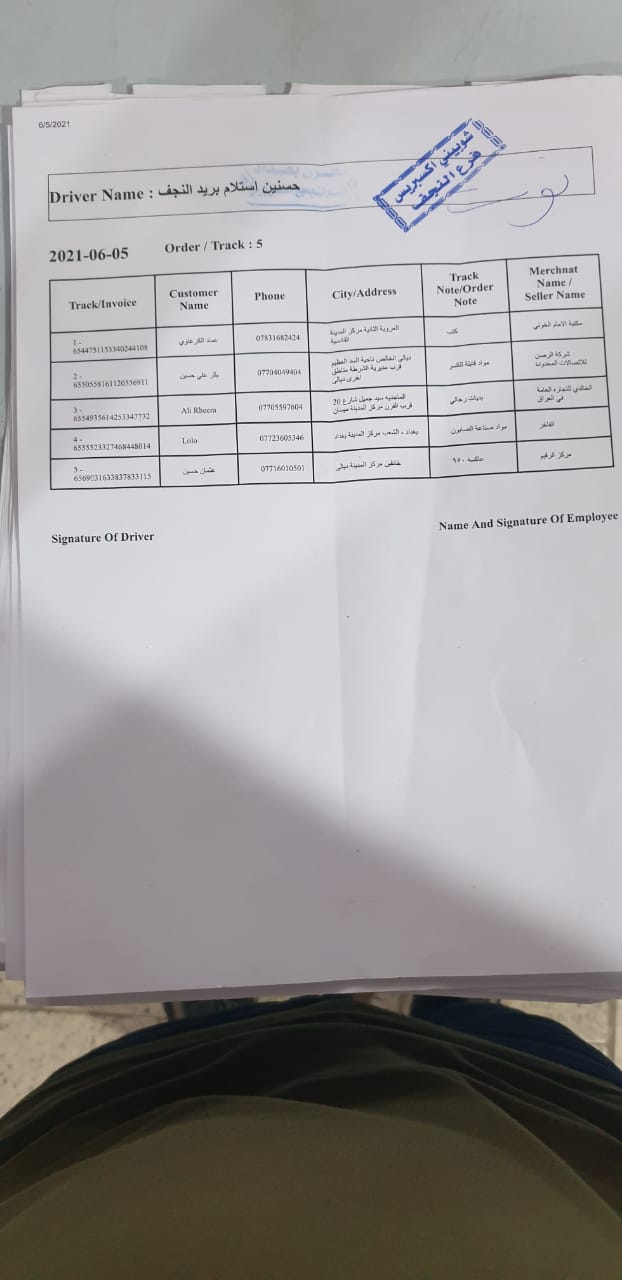 6/5/2021
شوبيني اكسبريس
فرع النجف
Driver Name : حسنين استلام بريد النجف
2021-06-05
Order / Track : 5
Track/Invoice
Customer
Name
Phone
City/Address
Track
Note/Order
Note
Merchnat
Name /
Seller Name
1 -
6544751153340244108
عماد الكرعاوي
07831682424
العروبة الثانية مركز المدينة
القادسية
كتب
مكتبة الامام الخوئي
2 -
6550558161120556911
بكر علي حسين
07704049404
ديالى الخالص ناحية السد العظيم
قرب مديرية الشرطة مناطق
اخرى ديالى
مواد قابلة للكسر
شركة الرصن
للاتصالات المحدودة
3 -
6554935614253347732
Ali Rheem
07705597604
الماجديه سيد جميل شارع 20
قرب الفرن مركز المدينة ميسان
بديات رجالي
الخالدي للتجاره العامة
في العراق
4 -
6555523327468448014
Lolo
07723605346
بغداد - الشعب مركز المدينة بغداد
مواد صناعة الصابون
الفاخر
5 -
6569031633837833115
عثمان حسين
07716010501
خانقين مركز المدينة ديالى
عاكسه ٩٥٠
مركز الرقيم
Signature Of Driver
Name And Signature Of Employee